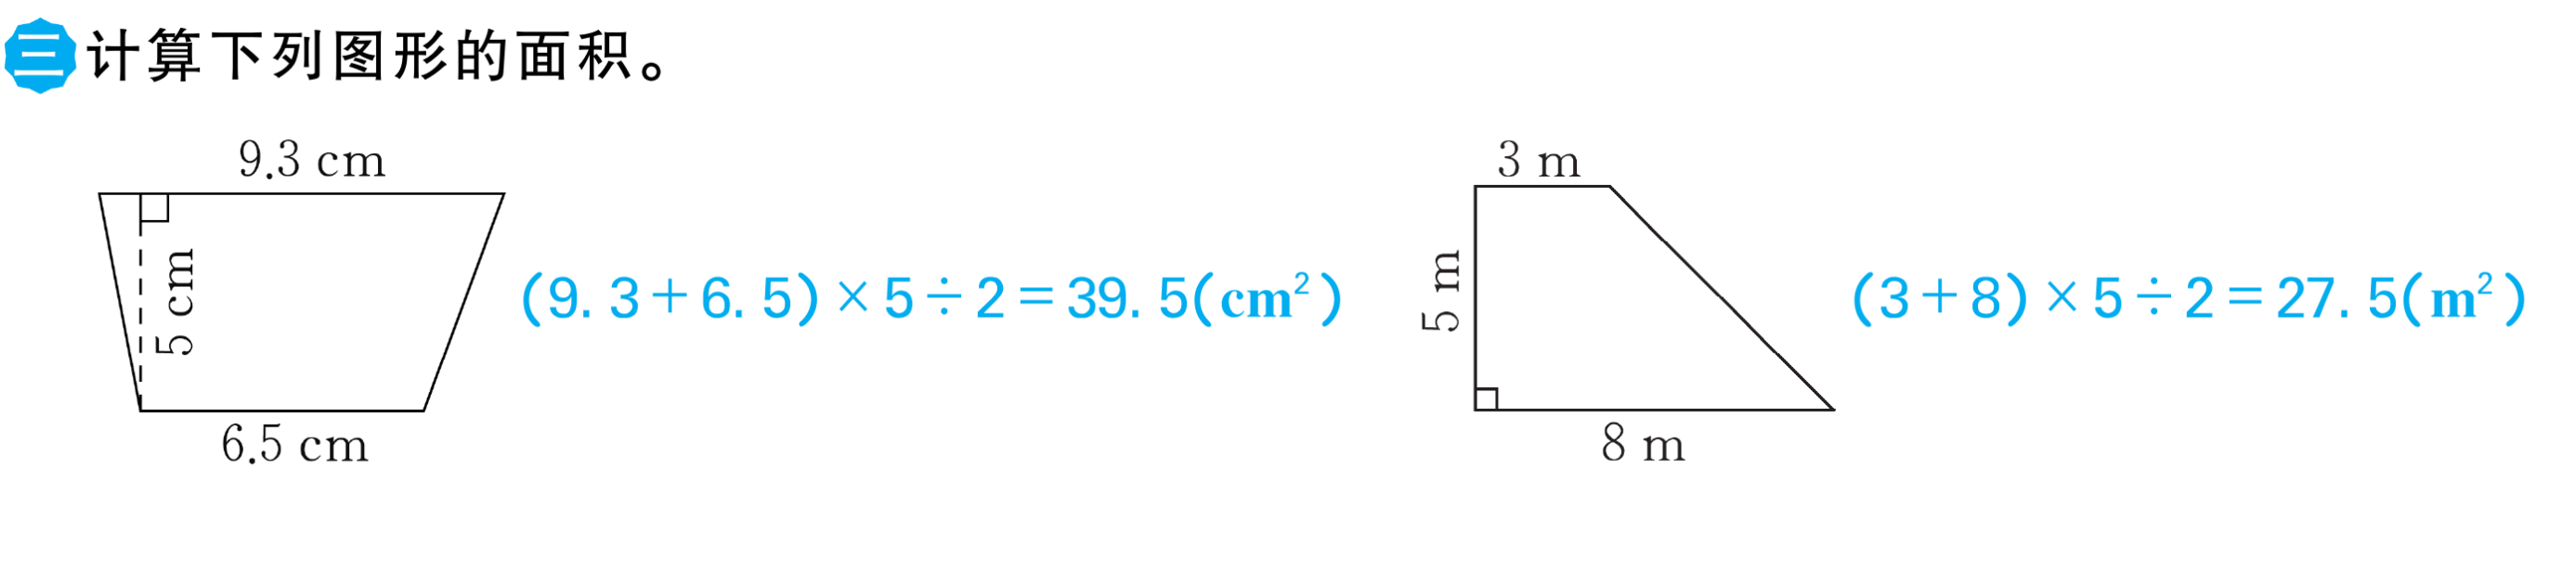 三 计算下列图形的面积。
9.3 cm
5 cm
6.5 cm
(9.3+6.5)×5÷2=39.5(cm²)
3 m
5 m
8 m
(3+8)×5÷2=27.5(m²)